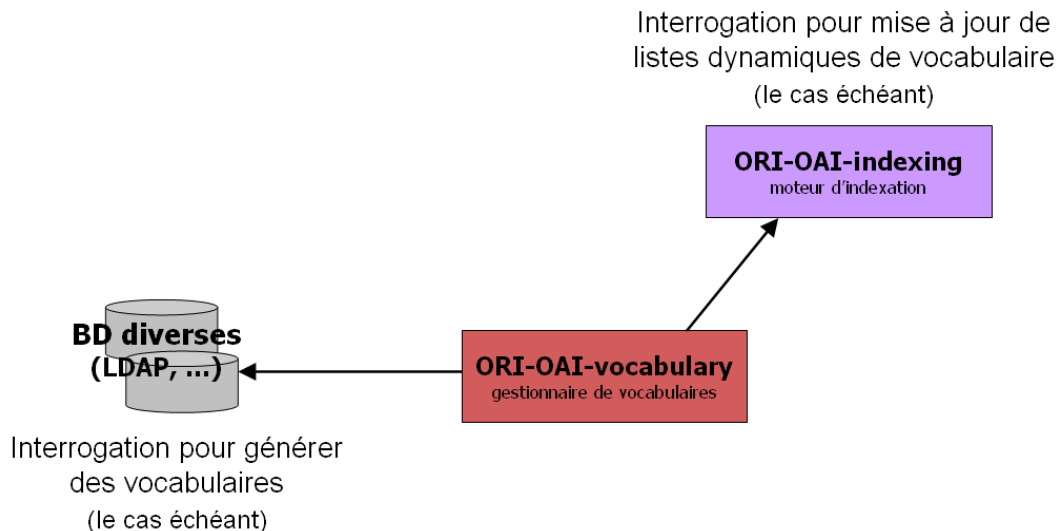 Interrogation pour mise à jour de
listes dynamiques de vocabulaire
(le cas échéant)
ORI-OAI-indexing
moteur d'indexation
BD diverses
(LDAP, ...)
ORI-OAI-vocabulary
gestionnaire de vocabulaires
Interrogation pour générer
des vocabulaires
(le cas échéant)